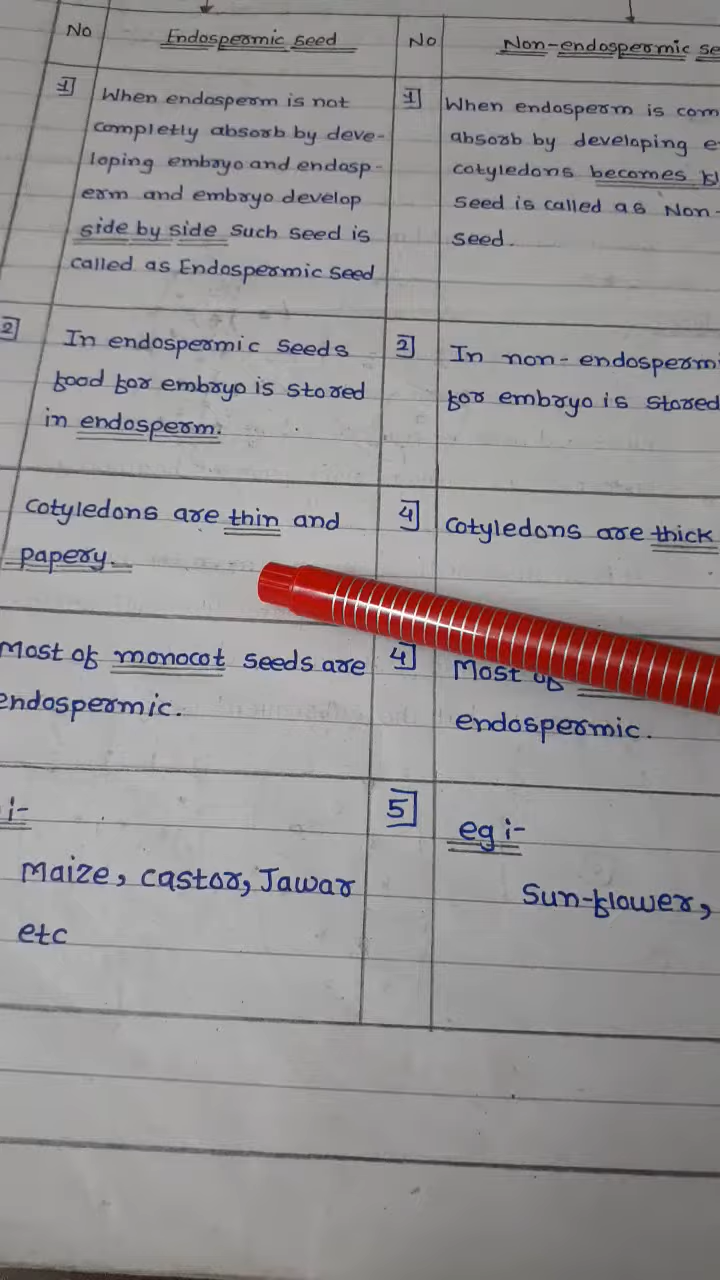 No
Endospermic seed
No
Non-endospermic se
1
When endosperm is not
completly absorb by deve-
loping embryo and endosp-
erm and embryo develop
side by side such seed is
called as Endospermic seed
1
When endosperm is com
absorb by developing e
cotyledons becomes
seed is called as Non-
seed.
2
In endospermic seeds
food for embryo is stored
in endosperm.
2
In non-endosperm
for embryo is stored
cotyledons are thin and
papery.
4
cotyledons are thick
Most of monocot seeds are
endospermic.
4
Most of
endospermic.
:-
Maize, castor, Jawar
etc
5
eg :-
Sun-flower,